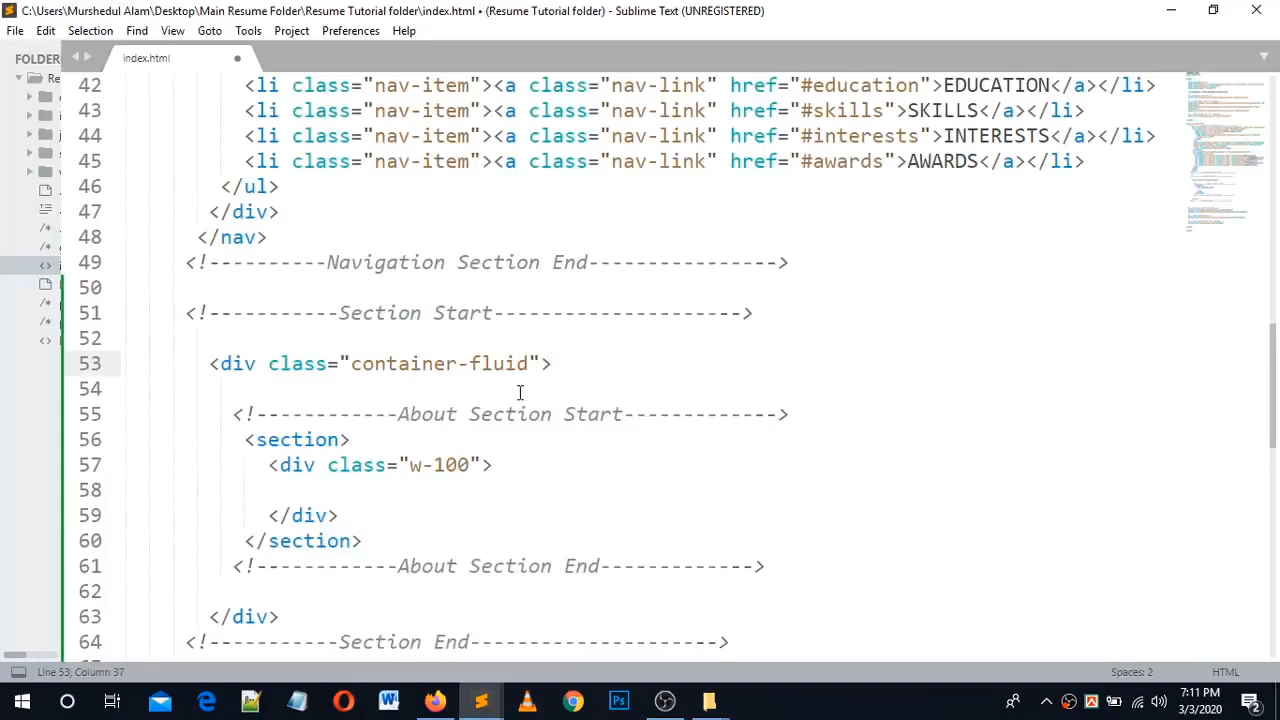 C:\Users\Murshedul Alam\Desktop\Main Resume Folder\Resume Tutorial folder\index.html • (Resume Tutorial folder) - Sublime Text (UNREGISTERED)
File Edit Selection Find View Goto Tools Project Preferences Help
FOLDER
index.html
Re
42 <li class="nav-item"><a class="nav-link" href="#education">EDUCATION</a></li>
43 <li class="nav-item"><a class="nav-link" href="#skills">SKILLS</a></li>
44 <li class="nav-item"><a class="nav-link" href="#interests">INTERESTS</a></li>
45 <li class="nav-item"><a class="nav-link" href="#awards">AWARDS</a></li>
46 </ul>
47 </div>
48 </nav>
49 <!----------Navigation Section End---------------->
50
51 <!-----------Section Start--------------------->
52
53 <div class="container-fluid">
54
55 <!------------About Section Start------------->
56 <section>
57 <div class="w-100">
58
59 </div>
60 </section>
61 <!------------About Section End------------->
62
63 </div>
64 <!-----------Section End---------------------->
Line 53, Column 37
Spaces: 2
HTML
7:11 PM
3/3/2020
2